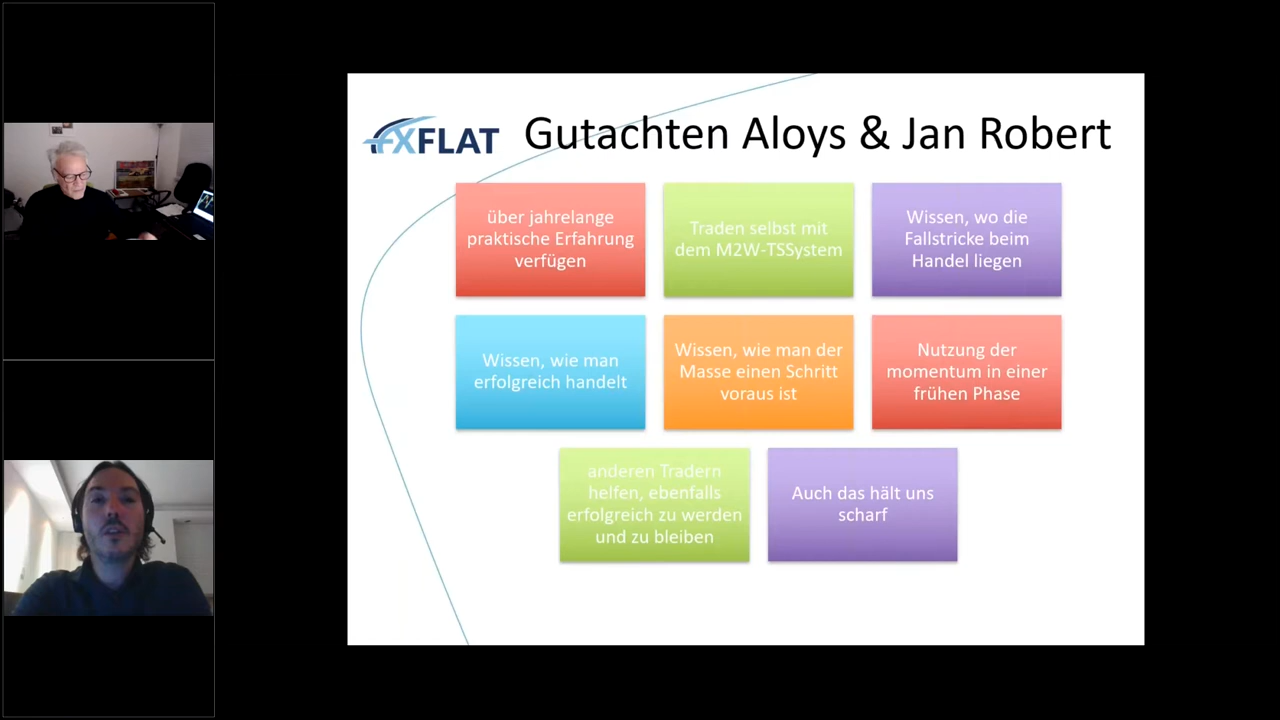 FXFLAT
Gutachten Aloys & Jan Robert
über jahrelange
praktische Erfahrung
verfügen
Traden selbst mit
dem M2W-TSSystem
Wissen, wo die
Fallstricke beim
Handel liegen
Wissen, wie man
erfolgreich handelt
Wissen, wie man der
Masse einen Schritt
voraus ist
Nutzung der
momentum in einer
frühen Phase
anderen Tradern
helfen, ebenfalls
erfolgreich zu werden
und zu bleiben
Auch das hält uns
scharf